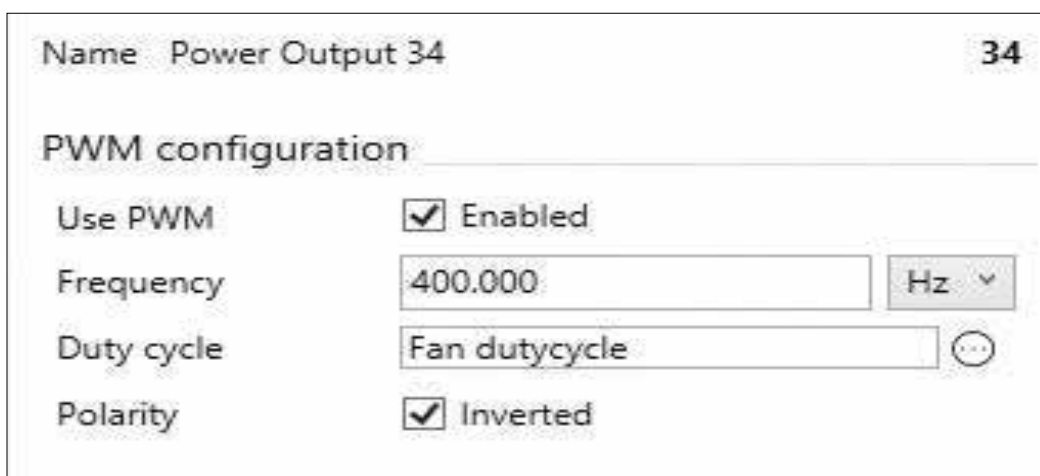 Name Power Output 34 34
PWM configuration
Use PWM Enabled
Frequency 400.000 Hz
Duty cycle Fan dutycycle
Polarity Inverted